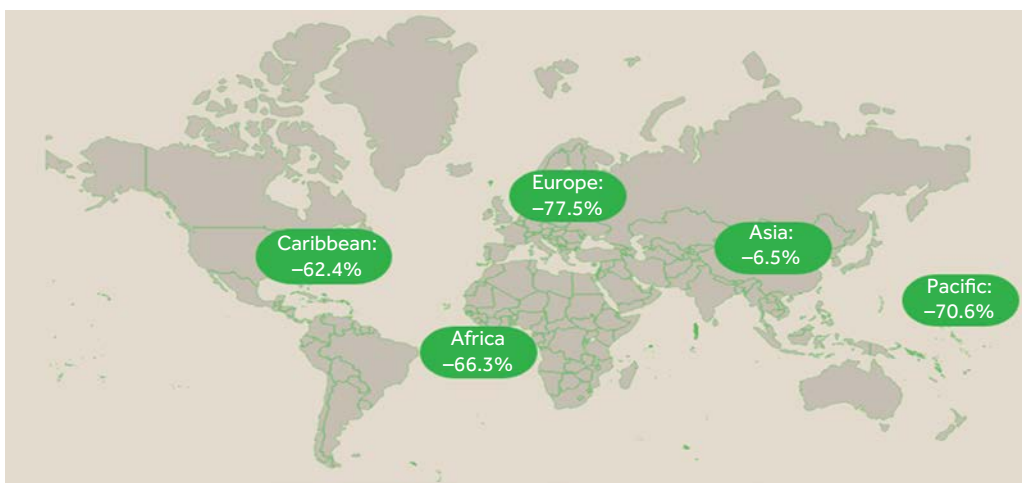 Europe:
–77.5%
Caribbean:
–62.4%
Asia:
–6.5%
Pacific:
–70.6%
Africa
–66.3%